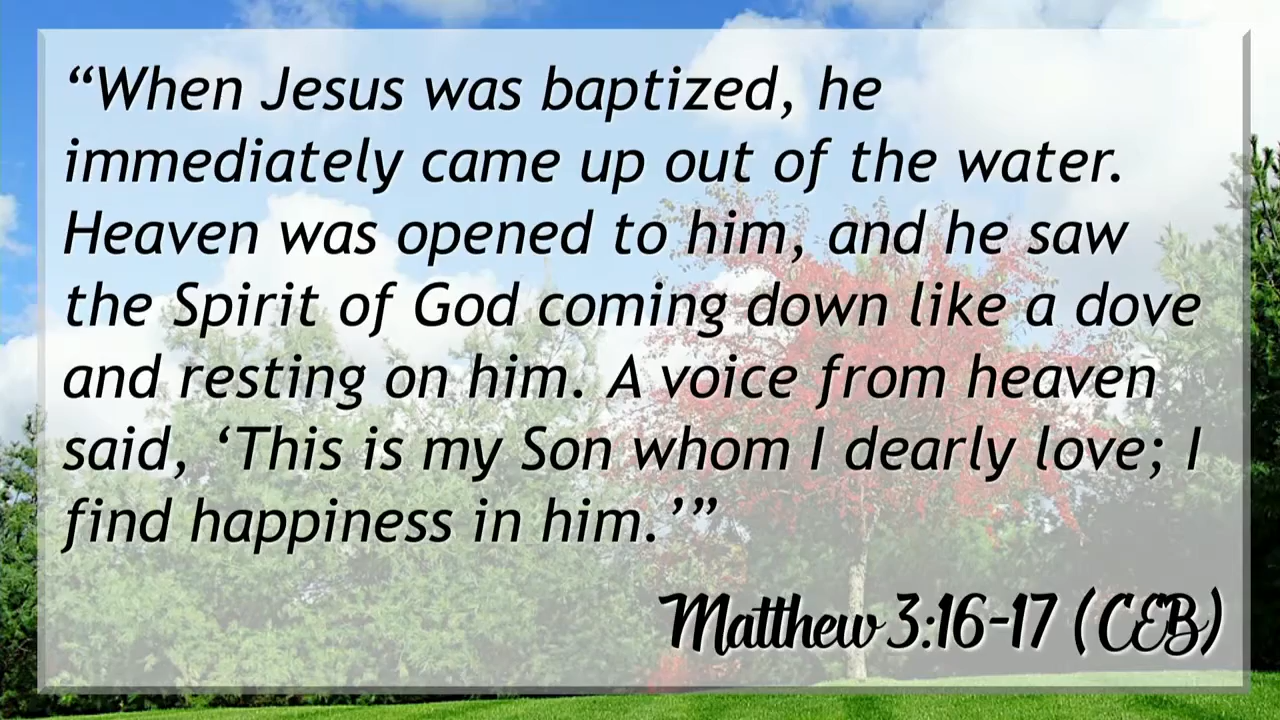 “When Jesus was baptized, he
immediately came up out of the water.
Heaven was opened to him, and he saw
the Spirit of God coming down like a dove
and resting on him. A voice from heaven
said, ‘This is my Son whom I dearly love; I
find happiness in him.’”
Matthew 3:16-17 (CEB)